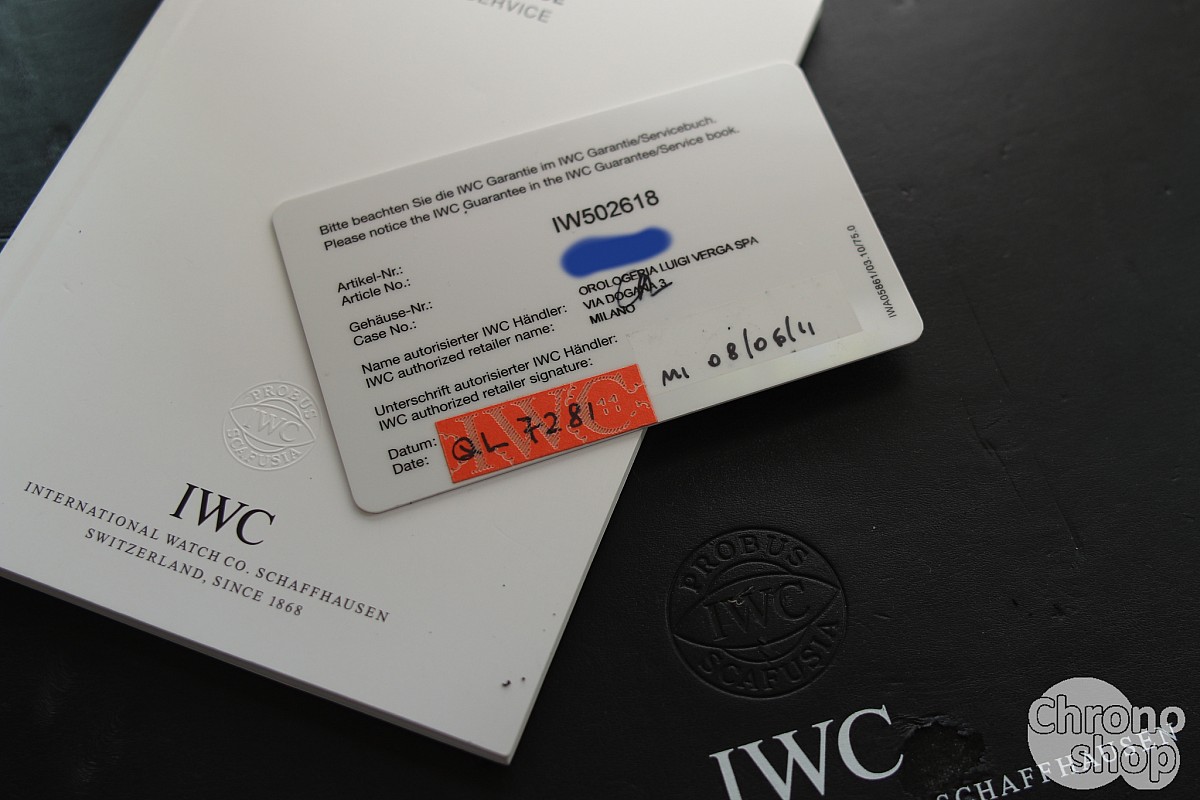 SERVICE
Bitte beachten Sie die IWC Garantie im IWC Garantie/Servicebuch.
Please notice the IWC Guarantee in the IWC Guarantee/Service book.
Artikel-Nr.:
Article No.:
IW502618
Gehäuse-Nr.:
Case No.:
Name autorisierter IWC Händler:
IWC authorized retailer name:
OROLOGERIA LUIGI VERGA SPA
VIA DOGANA 3
MILANO
Unterschrift autorisierter IWC Händler:
IWC authorized retailer signature:
Datum:
Date:
IWC
QL 7281
MI 08/06/11
IWA05861/03.10/75.0
PROBUS
IWC
SCAFUSIA
IWC
INTERNATIONAL WATCH CO. SCHAFFHAUSEN
SWITZERLAND, SINCE 1868
PROBUS
IWC
SCAFUSIA
IWC
SCHAFFHAUSEN
Chrono
shop